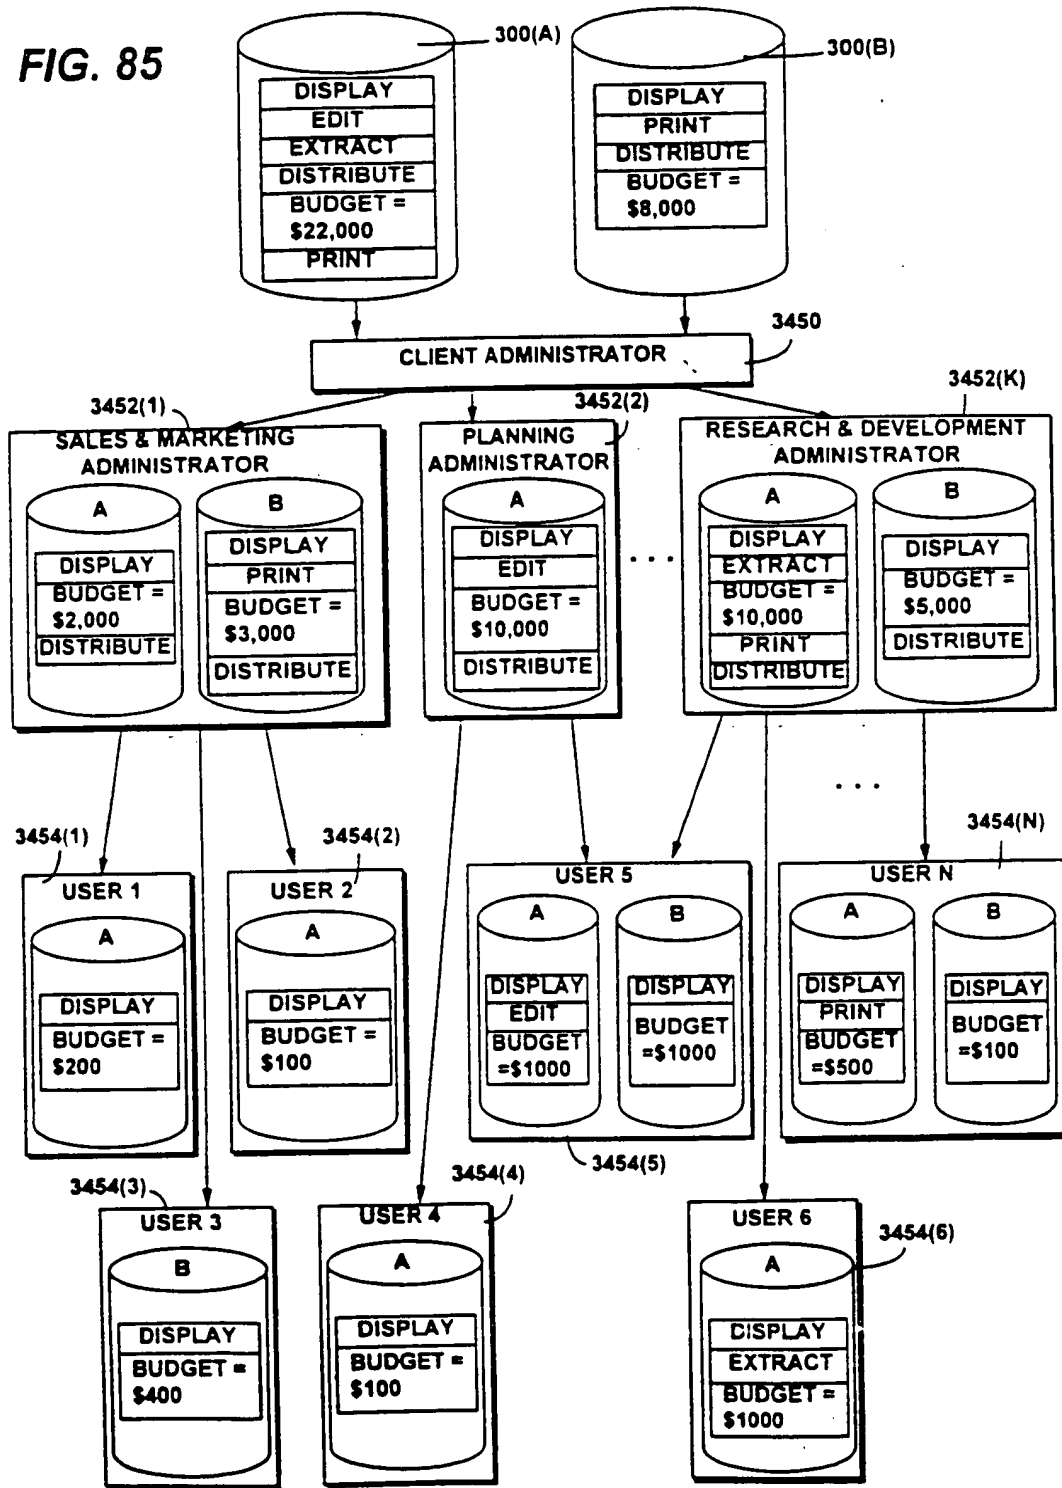 FIG. 85
300(A)
DISPLAY
EDIT
EXTRACT
DISTRIBUTE
BUDGET =
$22,000
PRINT
300(B)
DISPLAY
PRINT
DISTRIBUTE
BUDGET =
$8,000
CLIENT ADMINISTRATOR
3450
3452(1)
SALES & MARKETING
ADMINISTRATOR
A
DISPLAY
BUDGET =
$2,000
DISTRIBUTE
B
DISPLAY
PRINT
BUDGET =
$3,000
DISTRIBUTE
3452(2)
PLANNING
ADMINISTRATOR
A
DISPLAY
EDIT
BUDGET =
$10,000
DISTRIBUTE
. . .
3452(K)
RESEARCH & DEVELOPMENT
ADMINISTRATOR
A
DISPLAY
EXTRACT
BUDGET =
$10,000
PRINT
DISTRIBUTE
B
DISPLAY
BUDGET =
$5,000
DISTRIBUTE
. . .
3454(1)
USER 1
A
DISPLAY
BUDGET =
$200
3454(2)
USER 2
A
DISPLAY
BUDGET =
$100
USER 5
A
DISPLAY
EDIT
BUDGET
=$1000
B
DISPLAY
BUDGET
=$1000
3454(5)
3454(N)
USER N
A
DISPLAY
PRINT
BUDGET
=$500
B
DISPLAY
BUDGET
=$100
3454(3)
USER 3
B
DISPLAY
BUDGET =
$400
3454(4)
USER 4
A
DISPLAY
BUDGET =
$100
USER 6
3454(6)
A
DISPLAY
EXTRACT
BUDGET =
$1000